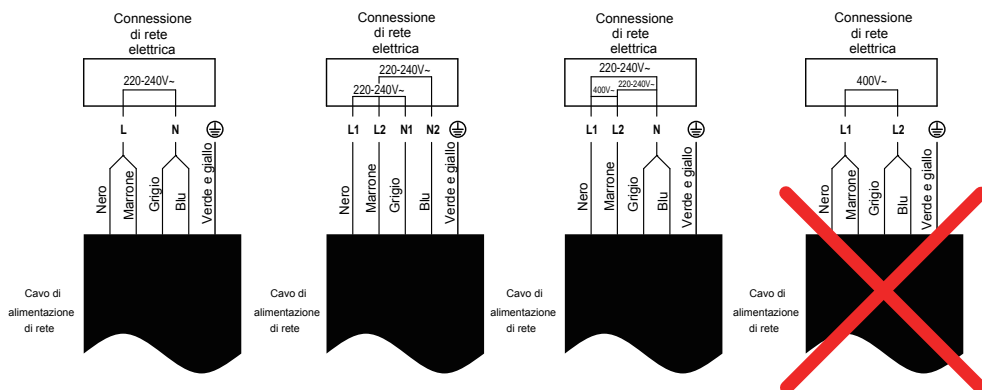 Connessione
di rete
elettrica
220-240V~
L
N
Nero
Marrone
Grigio
Blu
Verde e giallo
Cavo di
alimentazione
di rete
Connessione
di rete
elettrica
220-240V~
220-240V~
L1
L2
N1
N2
Nero
Marrone
Grigio
Blu
Verde e giallo
Cavo di
alimentazione
di rete
Connessione
di rete
elettrica
220-240V~
400V~
220-240V~
L1
L2
N
Nero
Marrone
Grigio
Blu
Verde e giallo
Cavo di
alimentazione
di rete
Connessione
di rete
elettrica
400V~
L1
L2
Nero
Marrone
Grigio
Blu
Verde e giallo
Cavo di
alimentazione
di rete